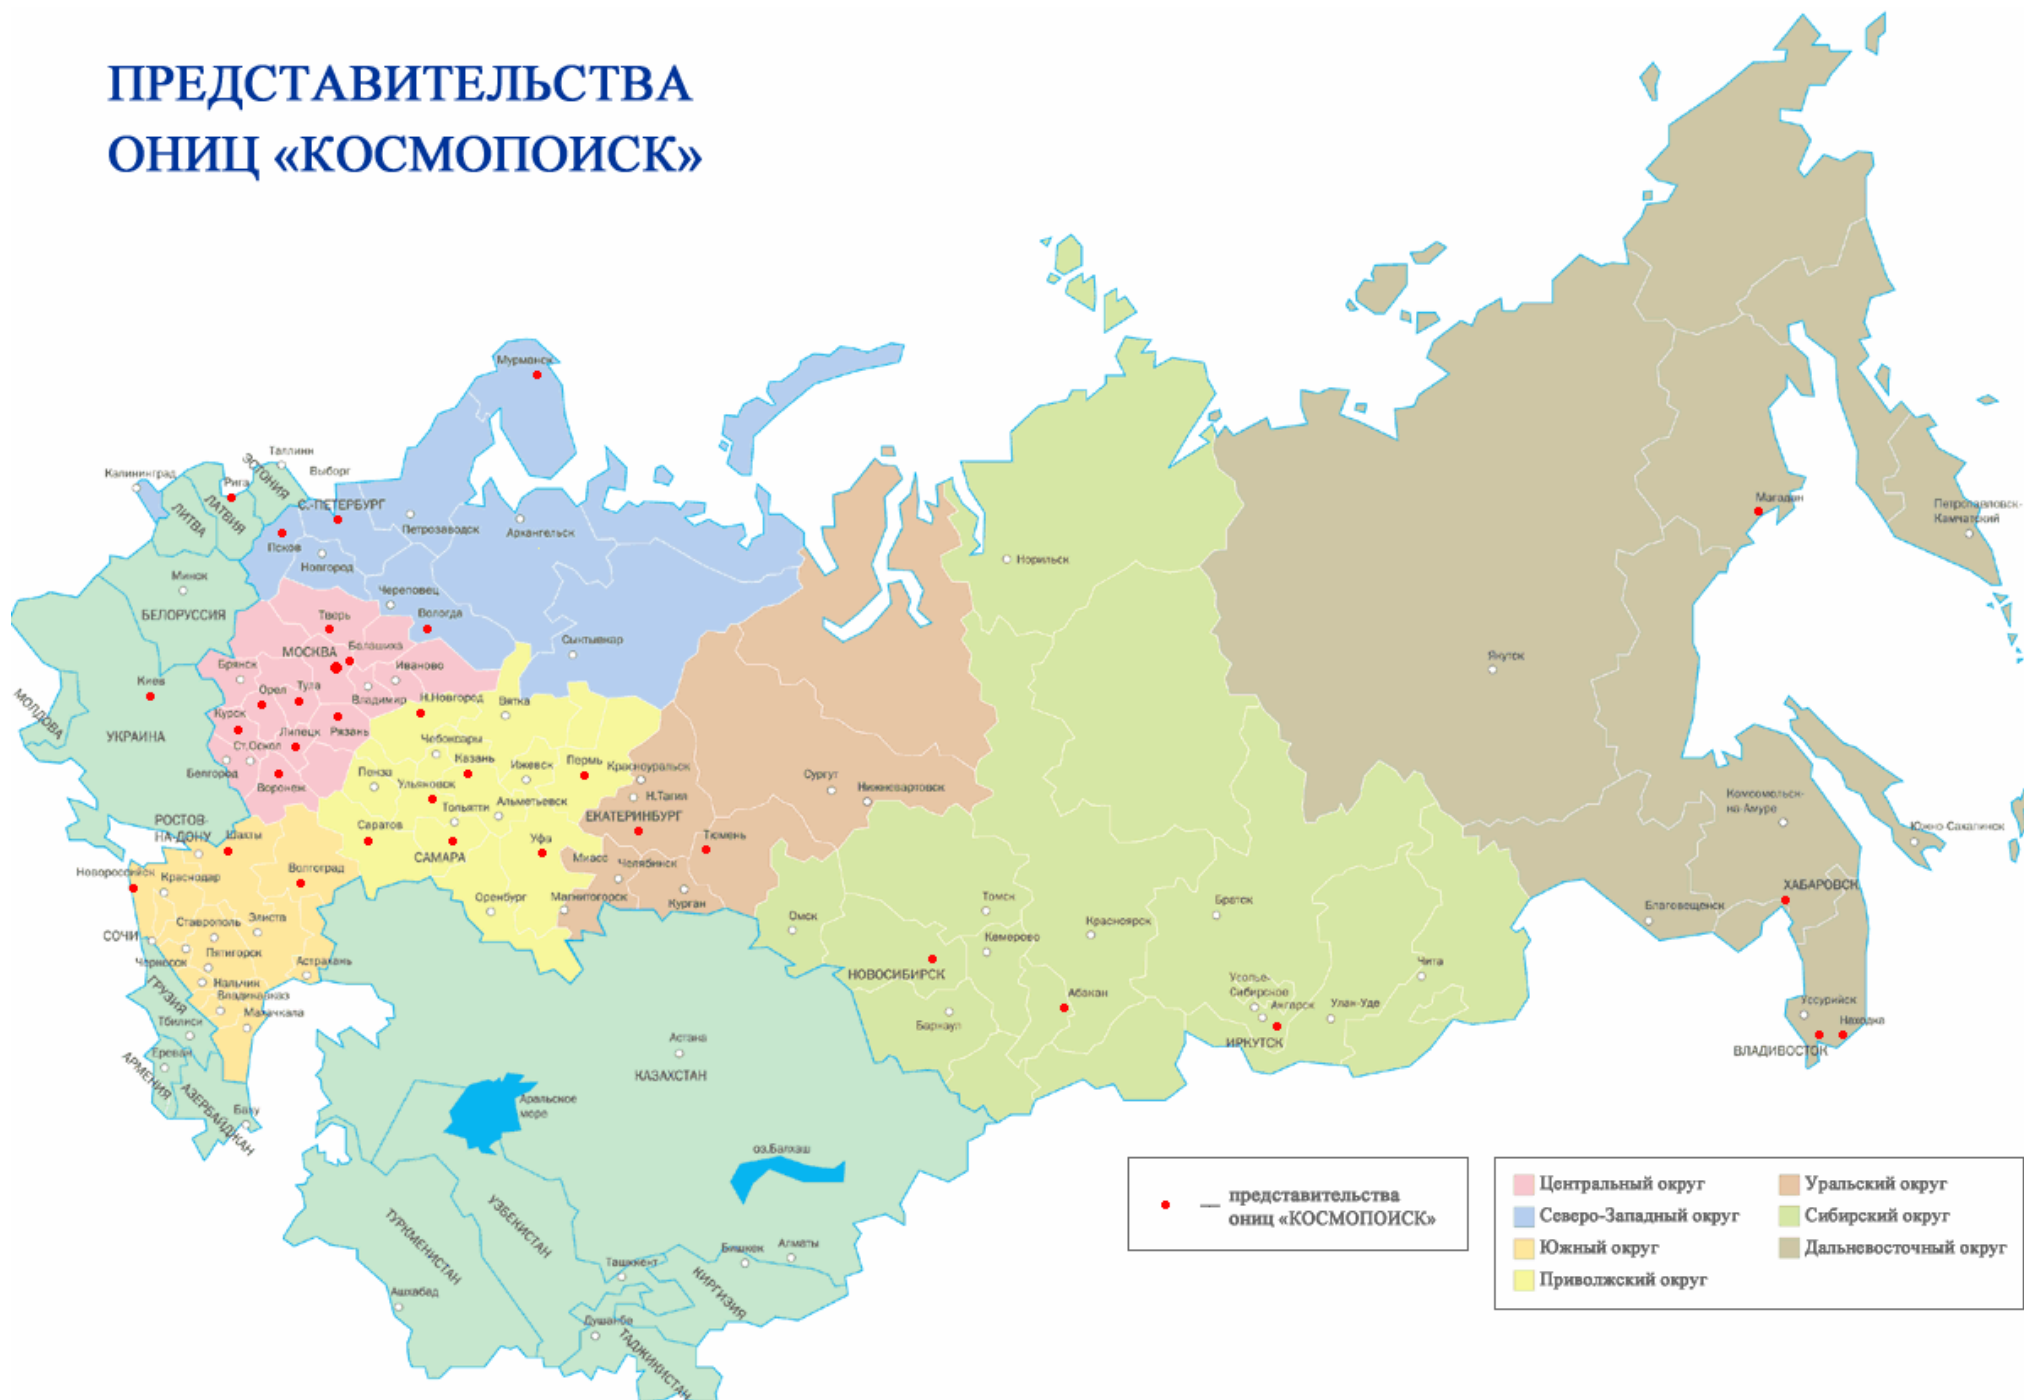 ПРЕДСТАВИТЕЛЬСТВА
ОНИЦ «КОСМОПОИСК»
Мурманск
Таллинн
Выборг
Калининград
Рига
ЭСТОНИЯ
ЛАТВИЯ
ЛИТВА
С.-ПЕТЕРБУРГ
Псков
Новгород
Петрозаводск
Архангельск
Норильск
Магадан
Петропавловск-
Камчатский
Минск
БЕЛОРУССИЯ
Череповец
Вологда
Тверь
Сыктывкар
МОСКВА
Балашиха
Иваново
Брянск
Якутск
Киев
Орел
Тула
Владимир
Н.Новгород
Вятка
МОЛДОВА
УКРАИНА
Курск
Липецк
Рязань
Ст.Оскол
Чебоксары
Казань
Ижевск
Пермь
Красноуральск
Белгород
Воронеж
Пенза
Ульяновск
Тольятти
Альметьевск
Н.Тагил
Сургут
Нижневартовск
Комсомольск-
на-Амуре
РОСТОВ-
НА-ДОНУ
Шахты
Саратов
САМАРА
Уфа
ЕКАТЕРИНБУРГ
Тюмень
Южно-Сахалинск
Новороссийск
Краснодар
Волгоград
Миасс
Челябинск
Оренбург
Магнитогорск
Курган
ХАБАРОВСК
Благовещенск
Ставрополь
Элиста
Омск
Томск
Красноярск
Братск
СОЧИ
Черкесск
Пятигорск
Астрахань
Кемерово
НОВОСИБИРСК
Чита
ГРУЗИЯ
Нальчик
Владикавказ
Махачкала
Абакан
Усолье-
Сибирское
Ангарск
Улан-Уде
Уссурийск
Находка
Тбилиси
Барнаул
ИРКУТСК
ВЛАДИВОСТОК
Ереван
АРМЕНИЯ
АЗЕРБАЙДЖАН
Баку
Астана
КАЗАХСТАН
Аральское
море
оз.Балхаш
ТУРКМЕНИСТАН
УЗБЕКИСТАН
Ташкент
Бишкек
Алматы
КИРГИЗИЯ
Ашхабад
Душанбе
ТАДЖИКИСТАН
— представительства
ониц «КОСМОПОИСК»
Центральный округ
Северо-Западный округ
Южный округ
Приволжский округ
Уральский округ
Сибирский округ
Дальневосточный округ